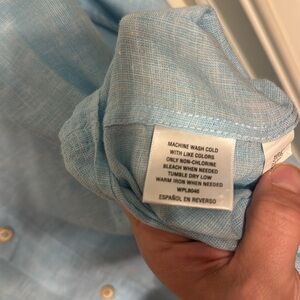 MACHINE WASH COLD
WITH LIKE COLORS
ONLY NON-CHLORINE
BLEACH WHEN NEEDED
TUMBLE DRY LOW
WARM IRON WHEN NEEDED
WPL8040
ESPAÑOL EN REVERSO